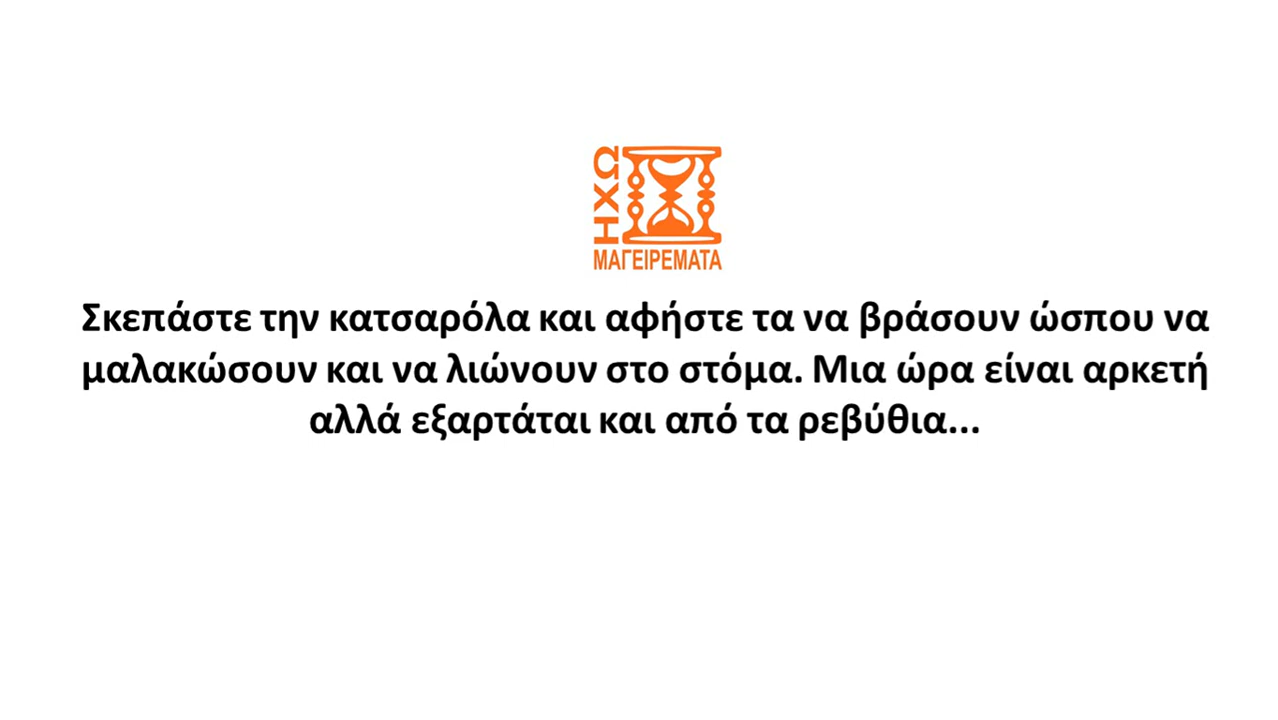 ΗΧΩ
ΜΑΓΕΙΡΕΜΑΤΑ
Σκεπάστε την κατσαρόλα και αφήστε τα να βράσουν ώσπου να
μαλακώσουν και να λιώνουν στο στόμα. Μια ώρα είναι αρκετή
αλλά εξαρτάται και από τα ρεβύθια...